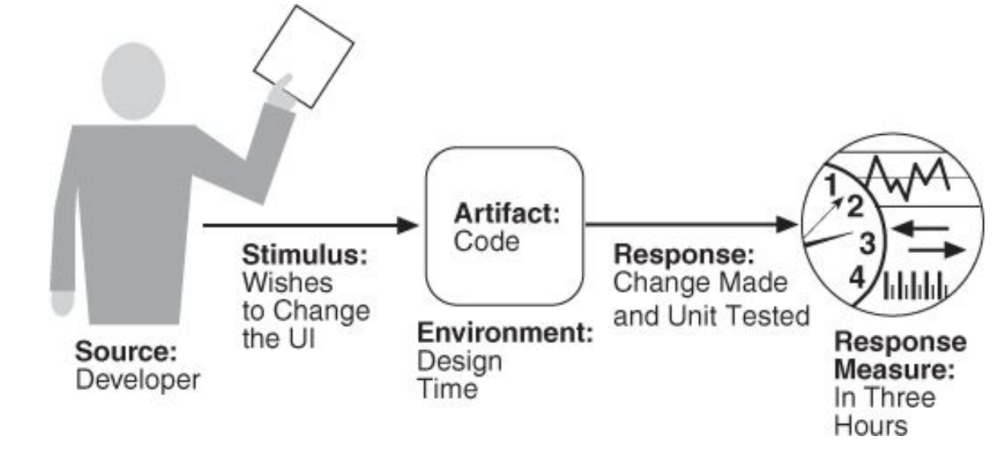 Source:
Developer
Stimulus:
Wishes
to Change
the UI
Artifact:
Code
Environment:
Design
Time
Response:
Change Made
and Unit Tested
1
2
3
4
Response
Measure:
In Three
Hours